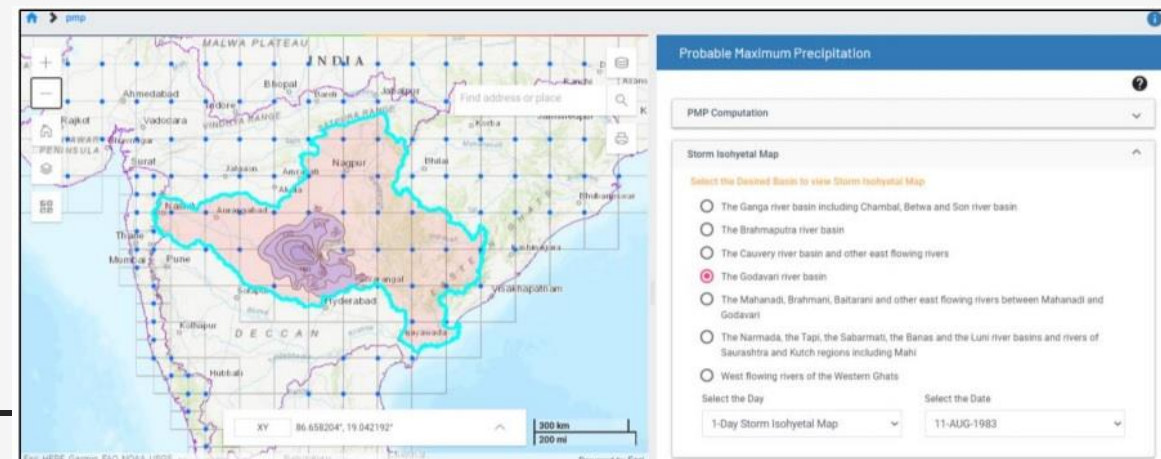 pmp
MALWA PLATEAU
INDIA
Bhopal
Ahmedabad
Indore
Jabalpur
Find address or place
Rajkot
Vadodara
VINDHYA RANGE
SATPURA RANGE
Korba
PENINSULA
Surat
Jalgaon
Nagpur
Bhilai
Akola
Bhubaneswar
Aurangabad
Thane
Mumbai
Pune
Hyderabad
Visakhapatnam
Kolhapur
DECCAN
Hubballi
XY
86.658204°, 19.042192°
300 km
200 mi
Probable Maximum Precipitation
PMP Computation
Storm Isohyetal Map
Select the Desired Basin to view Storm Isohyetal Map
The Ganga river basin including Chambal, Betwa and Son river basin
The Brahmaputra river basin
The Cauvery river basin and other east flowing rivers
The Godavari river basin
The Mahanadi, Brahmani, Baitarani and other east flowing rivers between Mahanadi and
Godavari
The Narmada, the Tapi, the Sabarmati, the Banas and the Luni river basins and rivers of
Saurashtra and Kutch regions including Mahi
West flowing rivers of the Western Ghats
Select the Day
Select the Date
1-Day Storm Isohyetal Map
11-AUG-1983